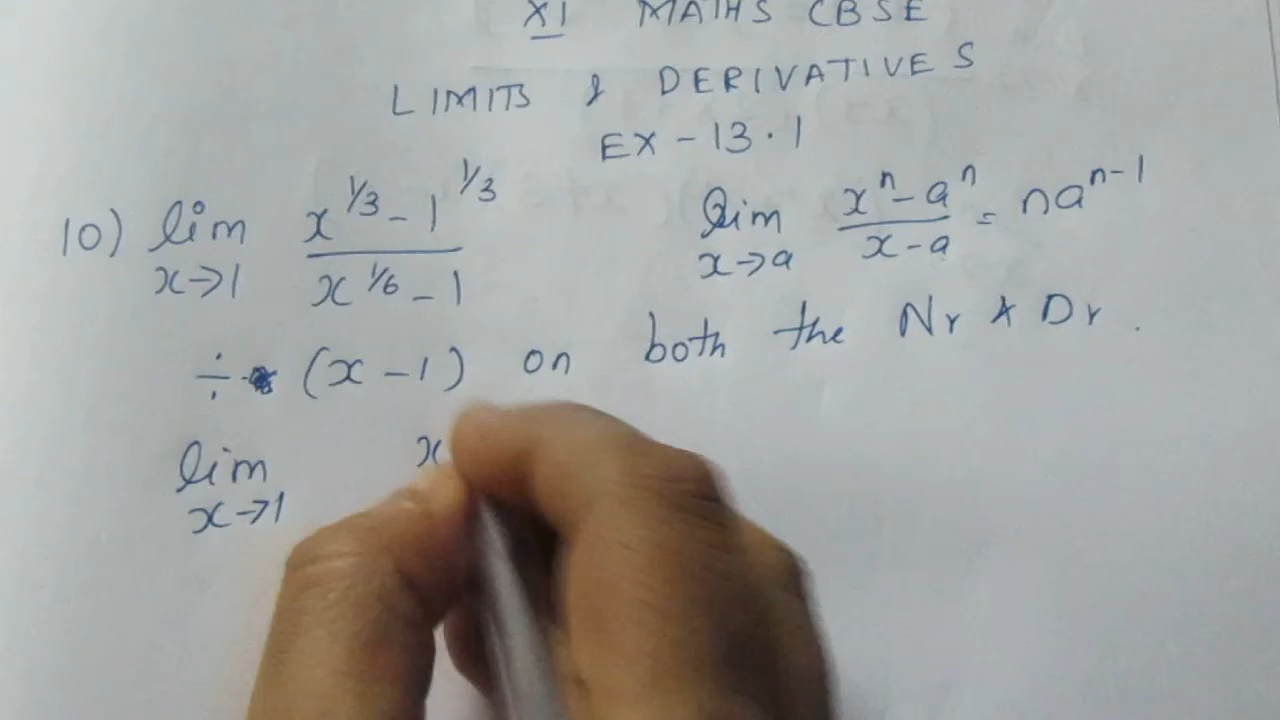 XI MATHS CBSE
LIMITS & DERIVATIVES
EX - 13.1
10) lim x→1 (x^{1/3} - 1^{1/3}) / (x^{1/6} - 1)
lim x→a (x^n - a^n) / (x - a) = na^{n-1}
÷ (x - 1) on both the Nr & Dr.
lim x→1 x